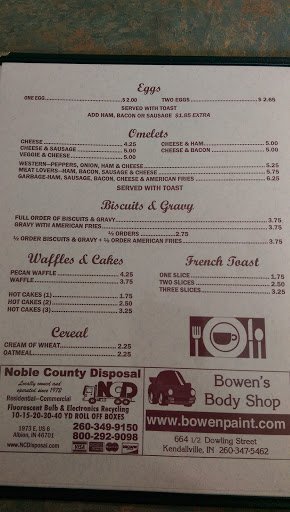 Eggs
ONE EGG $2.00 TWO EGGS $2.65
SERVED WITH TOAST
ADD HAM, BACON OR SAUSAGE $1.95 EXTRA
Omelets
CHEESE 4.25 CHEESE & HAM 5.00
CHEESE & SAUSAGE 5.00 CHEESE & BACON 5.00
VEGGIE & CHEESE 5.00
WESTERN--PEPPERS, ONION, HAM & CHEESE 5.25
MEAT LOVERS--HAM, BACON, SAUSAGE & CHEESE 5.75
GARBAGE-HAM, SAUSAGE, BACON, CHEESE & AMERICAN FRIES 6.25
SERVED WITH TOAST
Biscuits & Gravy
FULL ORDER OF BISCUITS & GRAVY 3.75
GRAVY WITH AMERICAN FRIES 3.75
½ ORDERS 2.75
½ ORDER BISCUITS & GRAVY + ½ ORDER AMERICAN FRIES 3.75
Waffles & Cakes
PECAN WAFFLE 4.25
WAFFLE 3.75
HOT CAKES (1) 1.75
HOT CAKES (2) 2.50
HOT CAKES (3) 3.25
French Toast
ONE SLICE 1.75
TWO SLICES 2.50
THREE SLICES 3.25
Cereal
CREAM OF WHEAT 2.25
OATMEAL 2.25
Noble County Disposal
Locally owned and
operated since 1970
NCD
Residential--Commercial
Fluorescent Bulb & Electronics Recycling
10-15-20-30-40 YD ROLL OFF BOXES
1973 E. US 6
Albion, IN 46701
www.NCDisposal.com
260-349-9150
800-292-9098
VISA
Bowen's
Body Shop
www.bowenpaint.com
664 1/2 Dowling Street
Kendallville, IN 260-347-5462